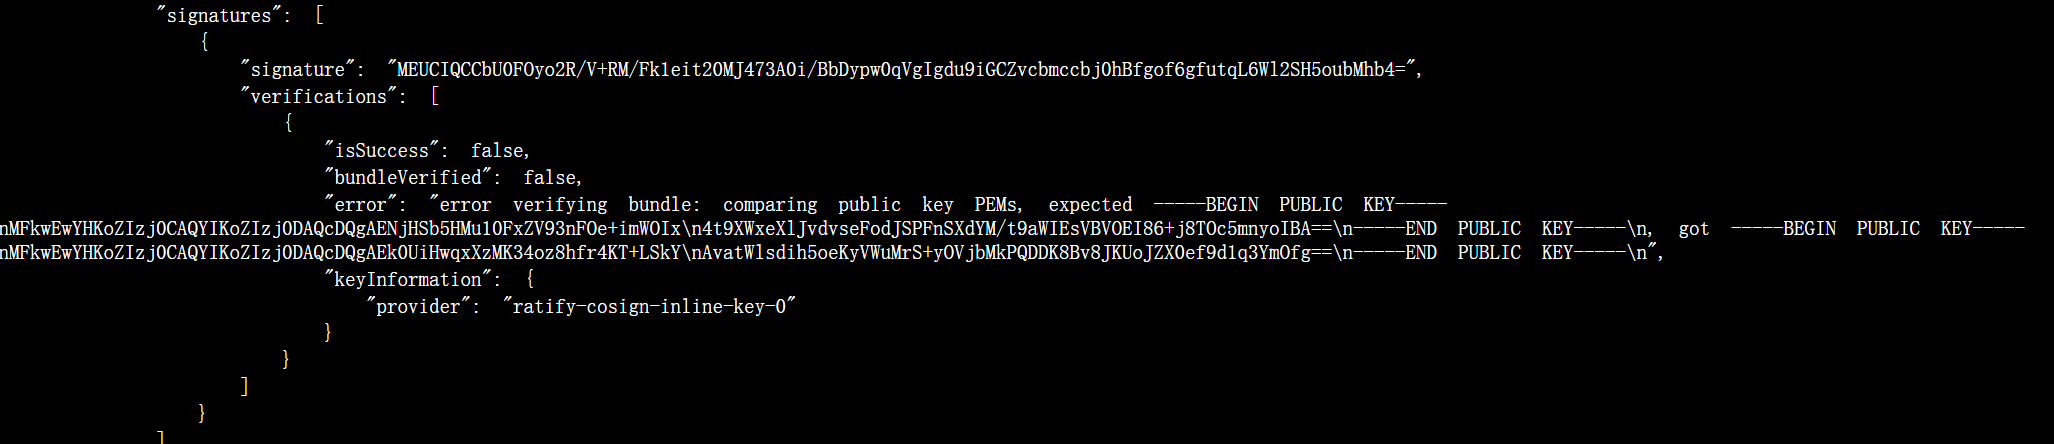 "signatures": [
{
"signature": "MEUCIQCCbU0FOyo2R/V+RM/Fk1eit20MJ473A0i/BbDypw0qVgIgdu9iGCZvcbmccbj0hBfgof6gfutqL6Wl2SH5oubMhb4=",
"verifications": [
{
"isSuccess": false,
"bundleVerified": false,
"error": "error verifying bundle: comparing public key PEMs, expected -----BEGIN PUBLIC KEY-----
nMFkwEwYHKoZIzj0CAQYIKoZIzj0DAQcDQgAENjHSb5HMu10FxZV93nFOe+imWOIx\n4t9XWxeXlJvdvseFodJSPFnSXdYM/t9aWIEsVBVOEI86+j8TOc5mnyoIBA==\n-----END PUBLIC KEY-----\n, got -----BEGIN PUBLIC KEY-----
nMFkwEwYHKoZIzj0CAQYIKoZIzj0DAQcDQgAEk0UiHwqxXzMK34oz8hfr4KT+LSkY\nAvatWlsdih5oeKyVWuMrS+yOVjbMkPQDDK8Bv8JKUoJZX0ef9d1q3YmOfg==\n-----END PUBLIC KEY-----\n",
"keyInformation": {
"provider": "ratify-cosign-inline-key-0"
}
}
]
}
]